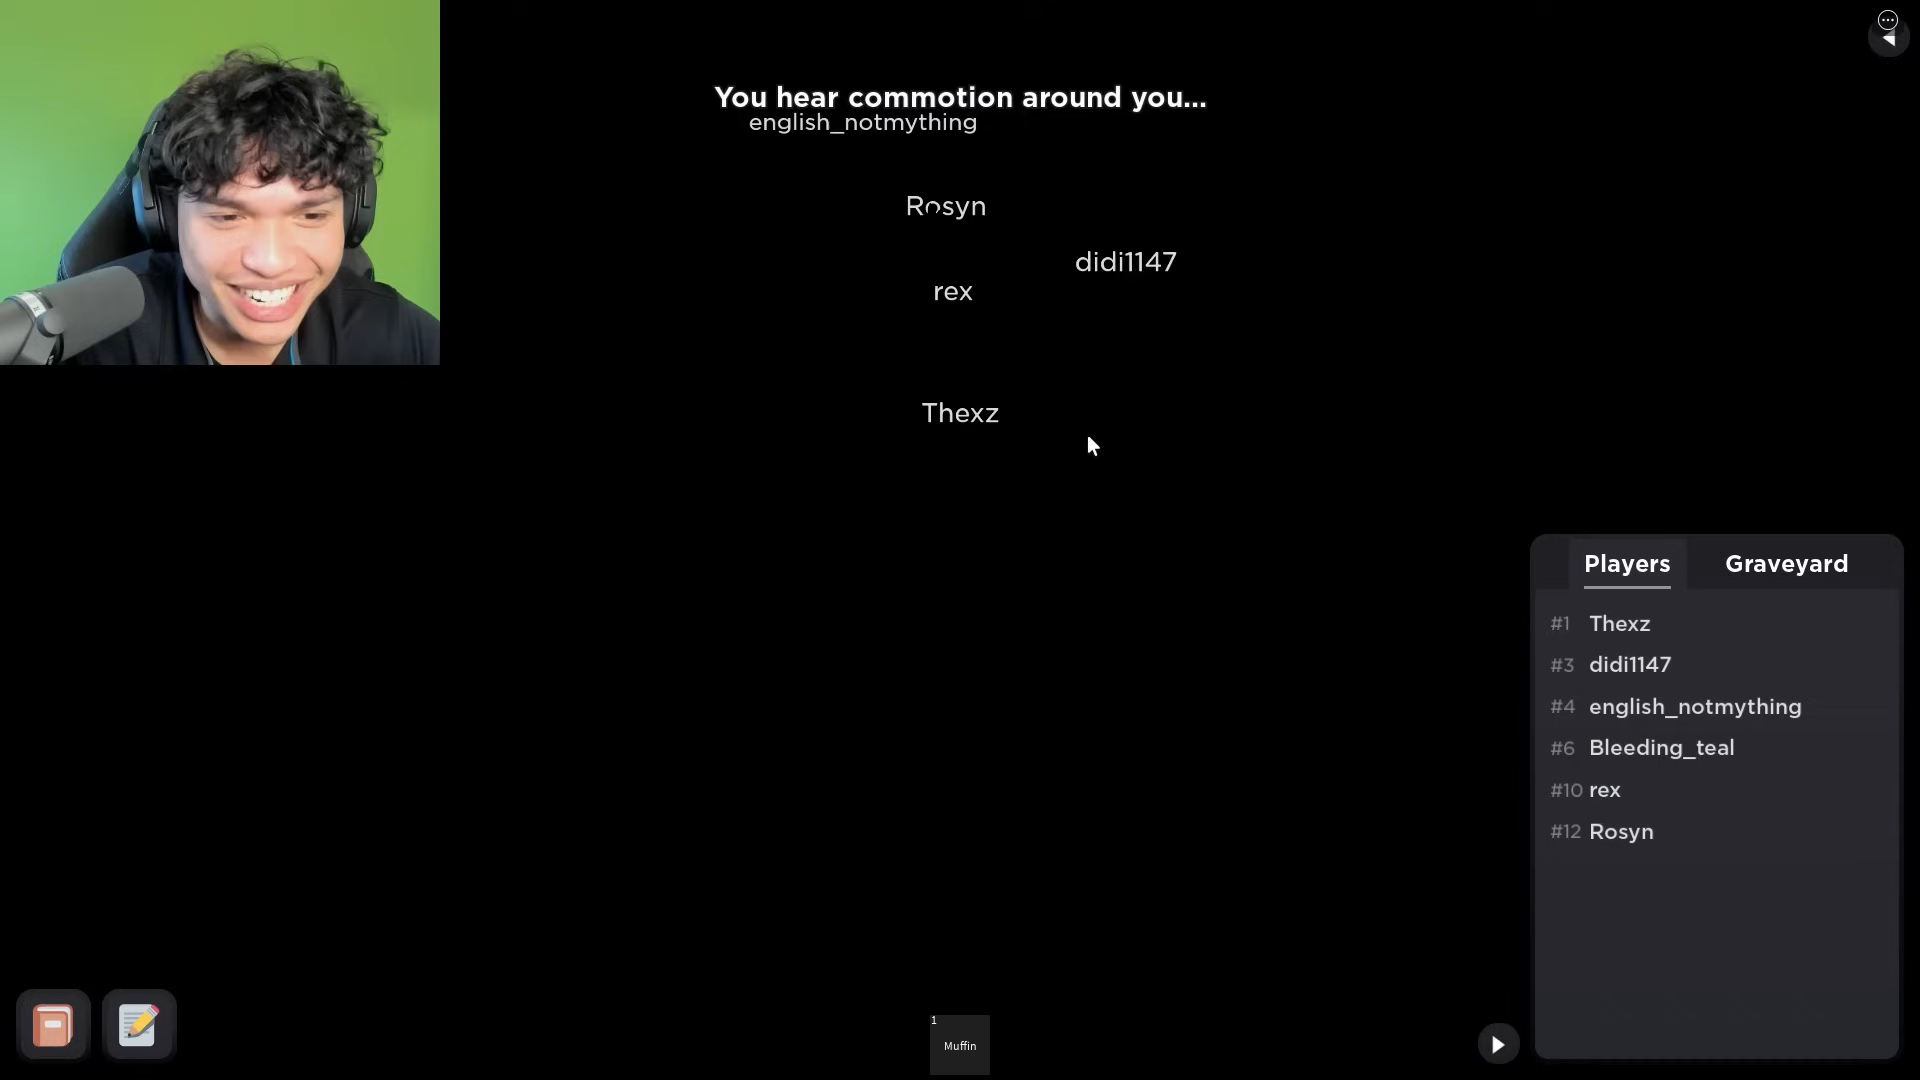 You hear commotion around you...
english_notmything
Rosyn
didi1147
rex
Thexz
Players Graveyard
#1 Thexz
#3 didi1147
#4 english_notmything
#6 Bleeding_teal
#10 rex
#12 Rosyn
1
Muffin